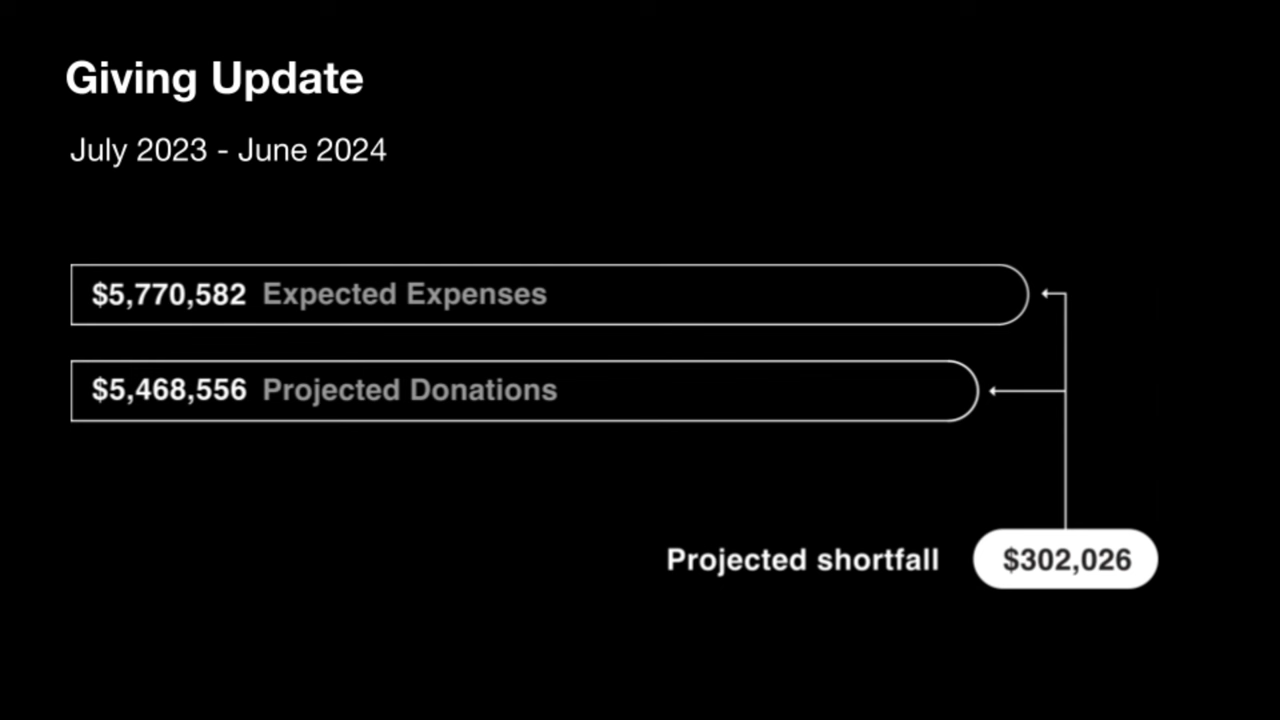 Giving Update
July 2023 - June 2024
$5,770,582 Expected Expenses
$5,468,556 Projected Donations
Projected shortfall $302,026